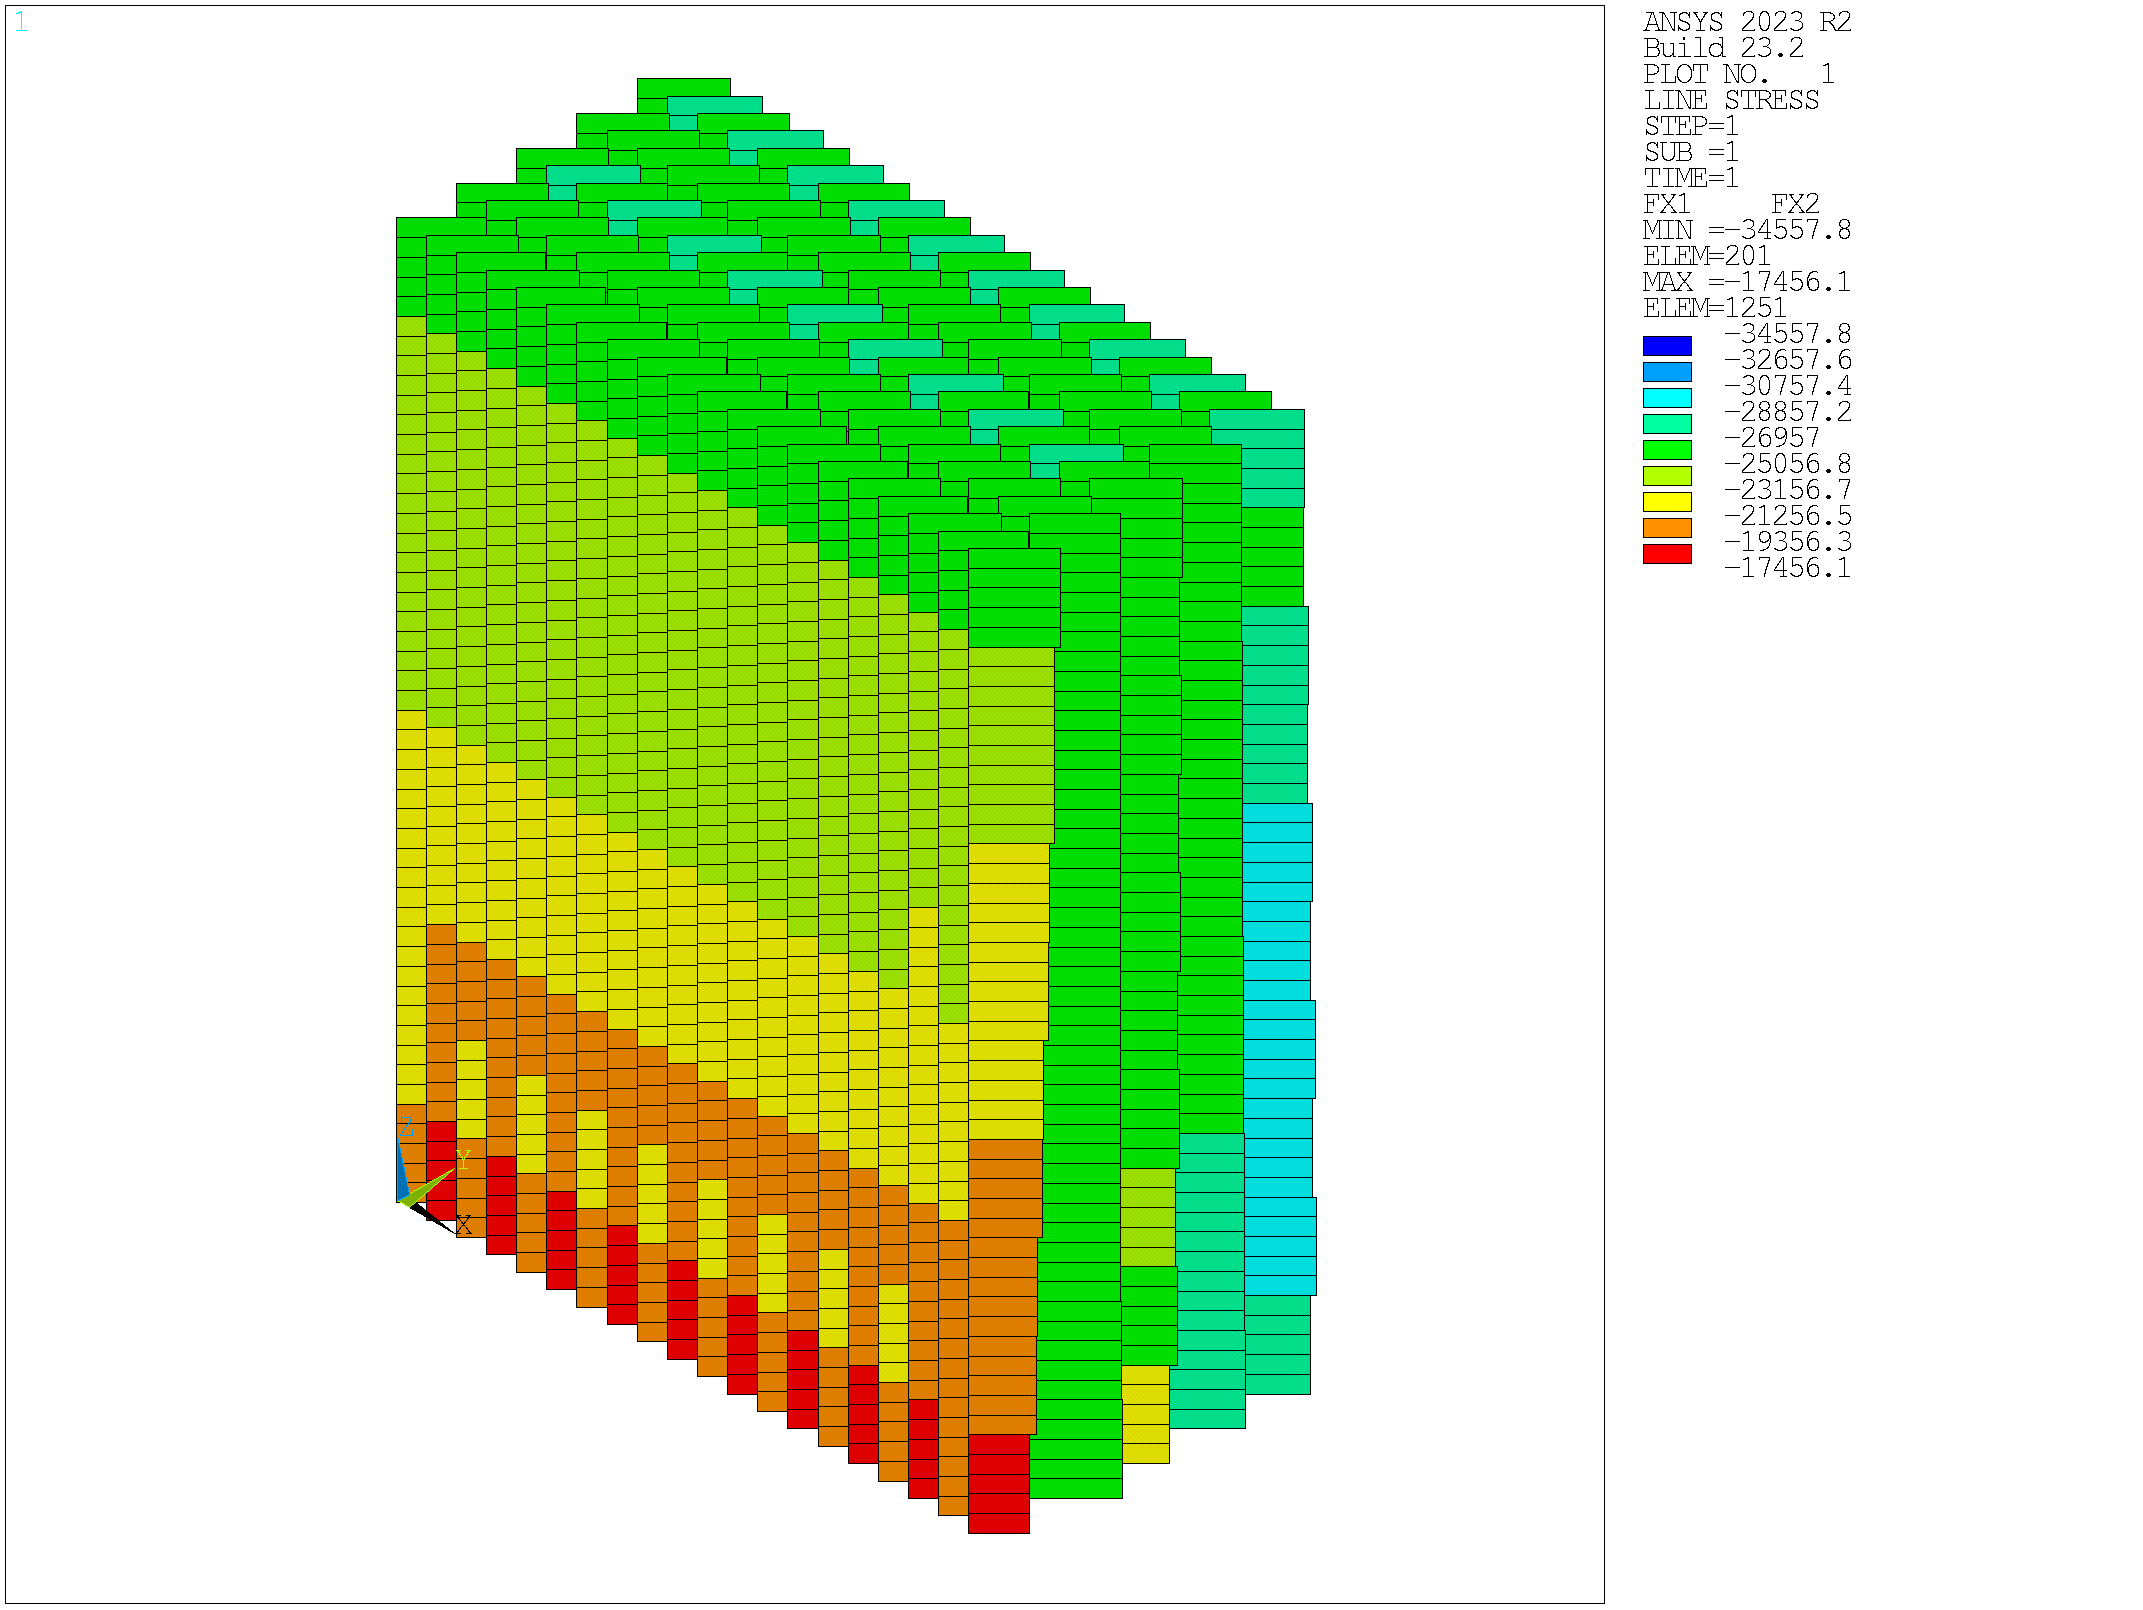 1
ANSYS 2023 R2
Build 23.2
PLOT NO.   1
LINE STRESS
STEP=1
SUB =1
TIME=1
FX1     FX2
MIN =-34557.8
ELEM=201
MAX =-17456.1
ELEM=1251
-34557.8
-32657.6
-30757.4
-28857.2
-26957
-25056.8
-23156.7
-21256.5
-19356.3
-17456.1
Z
Y
X